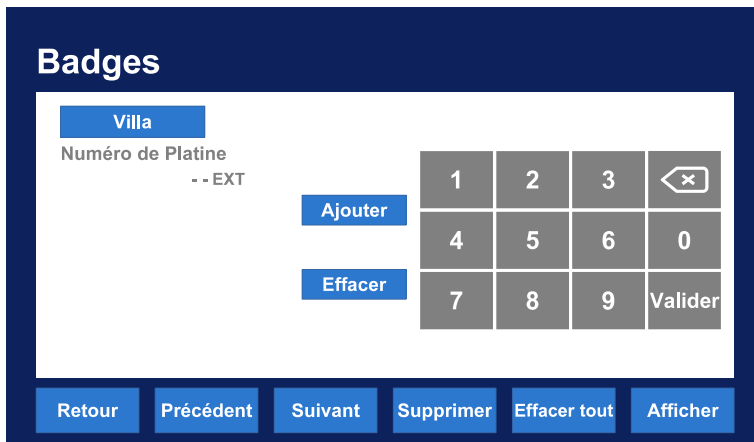 Badges
Villa
Numéro de Platine
- - EXT
Ajouter
Effacer
1 2 3
4 5 6 0
7 8 9 Valider
Retour Précédent Suivant Supprimer Effacer tout Afficher